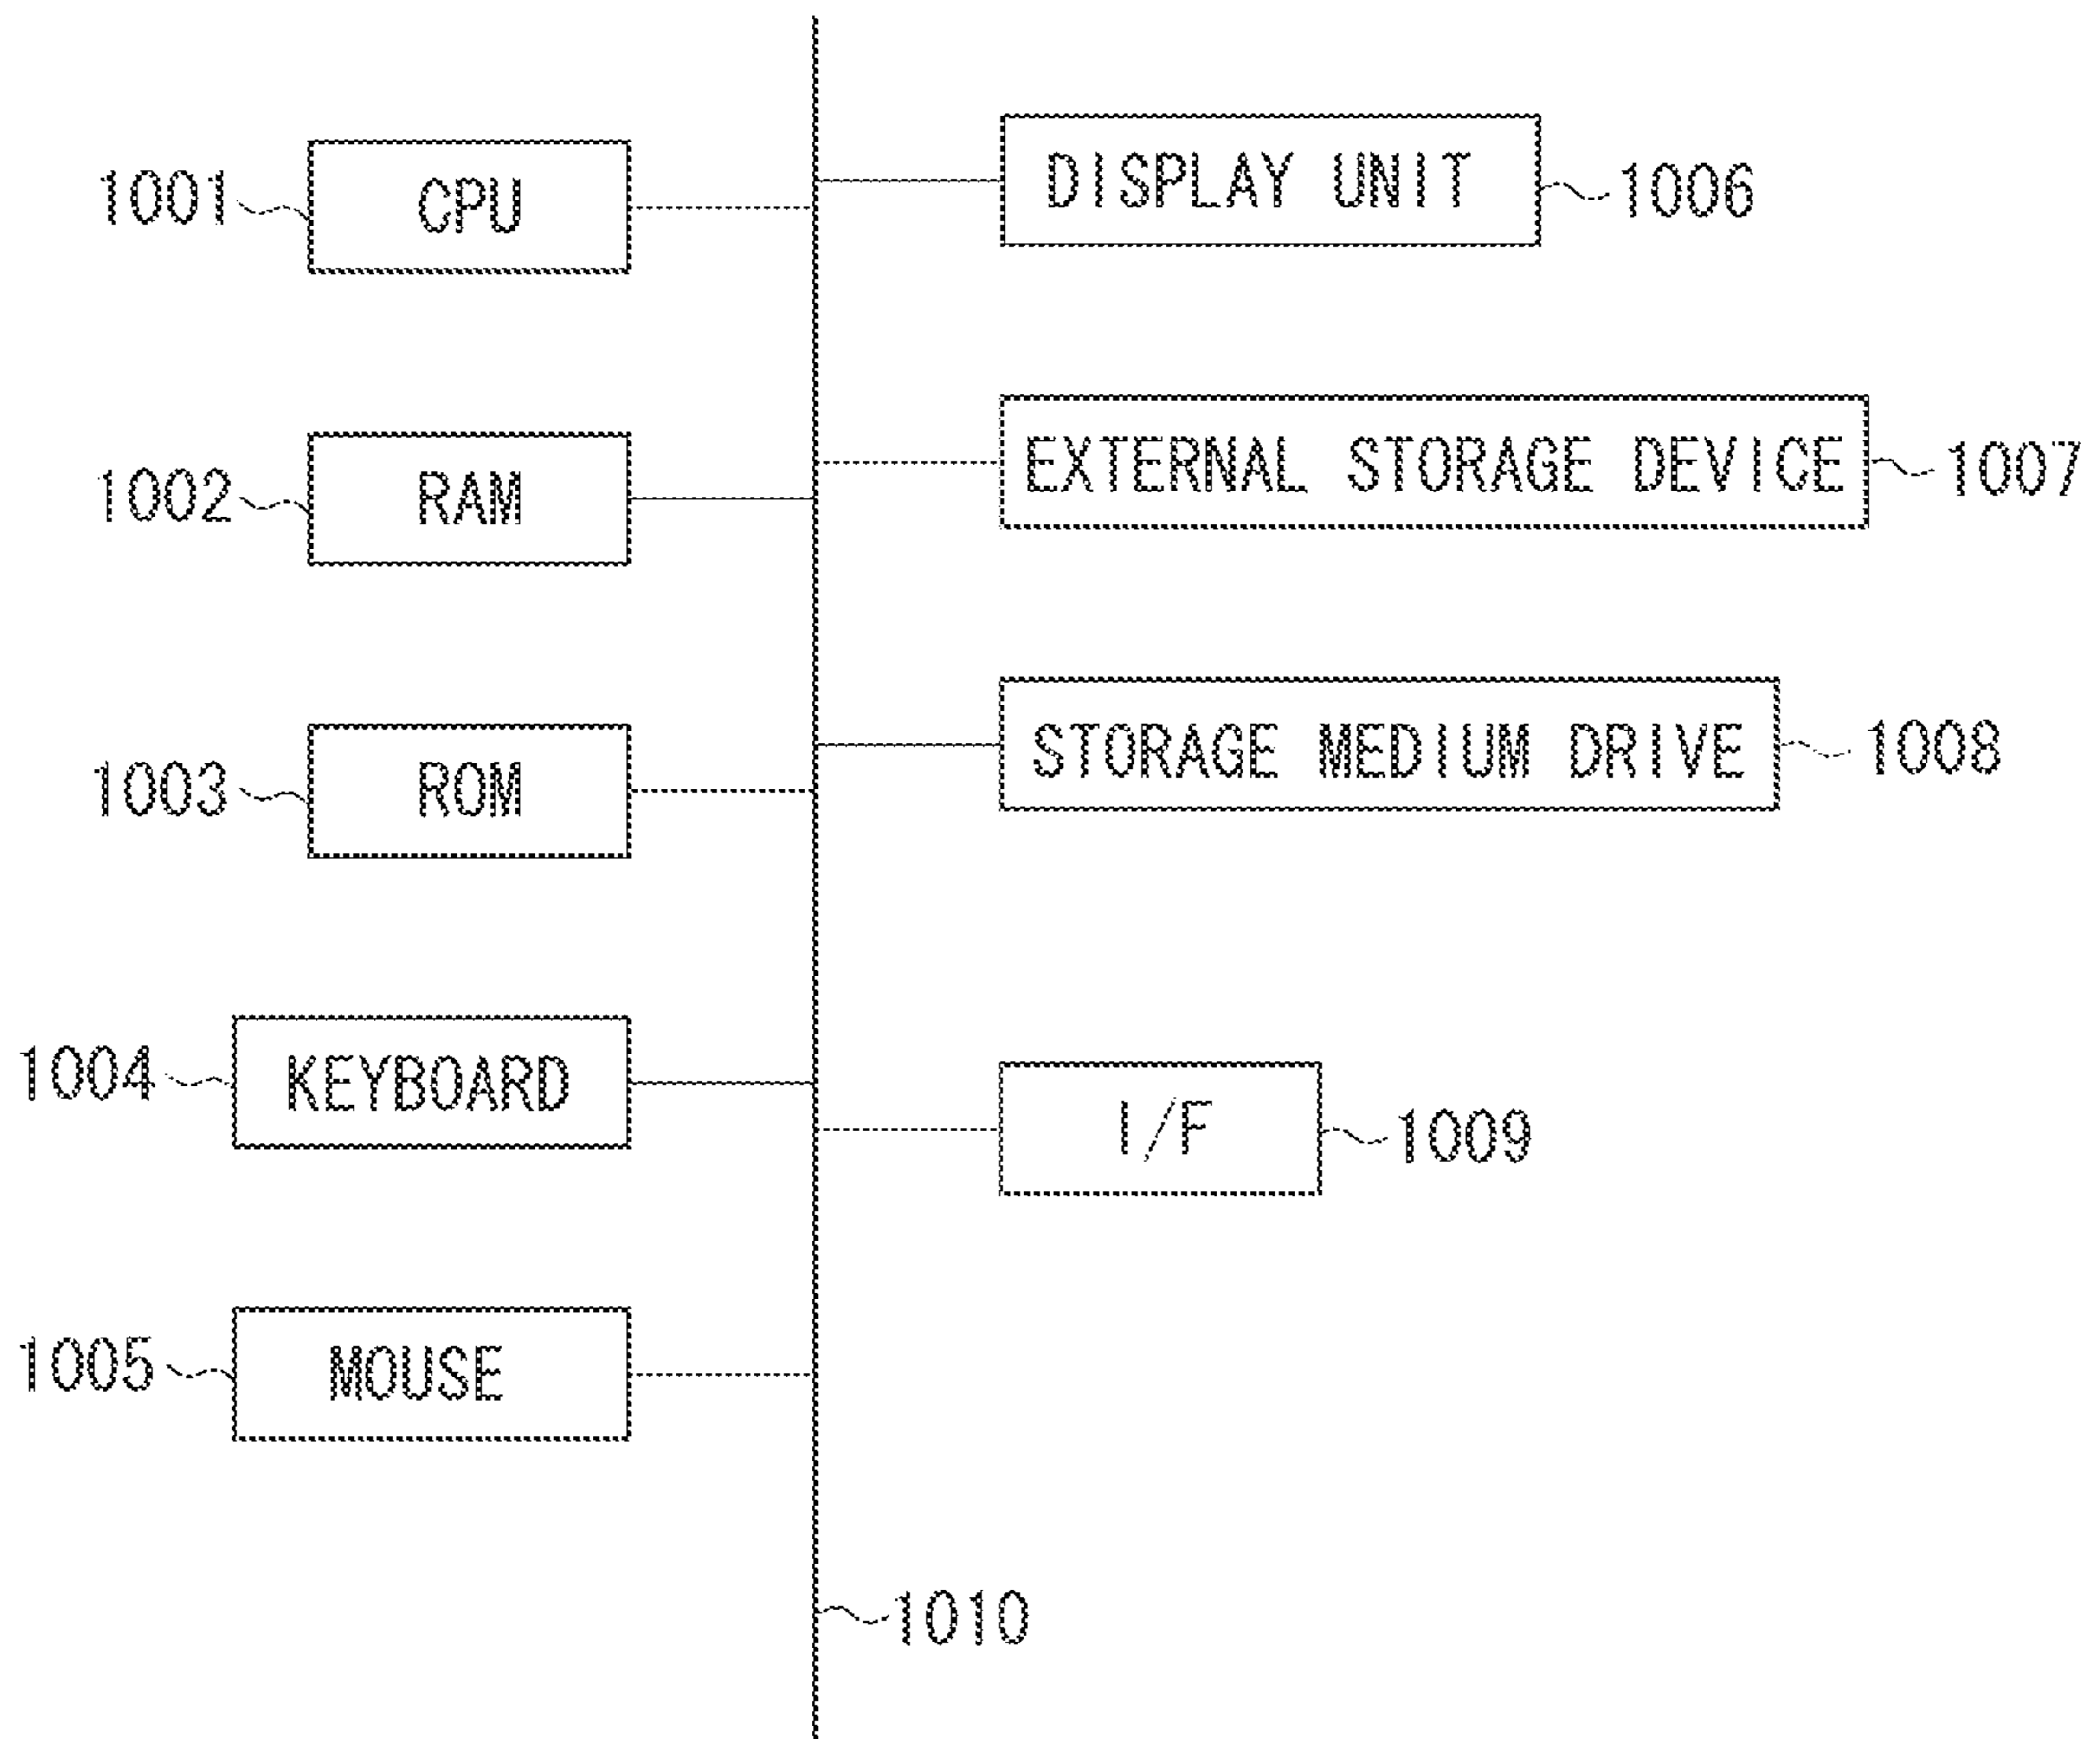 1001 CPU
1002 RAM
1003 ROM
1004 KEYBOARD
1005 MOUSE
DISPLAY UNIT 1006
EXTERNAL STORAGE DEVICE 1007
STORAGE MEDIUM DRIVE 1008
I/F 1009
1010